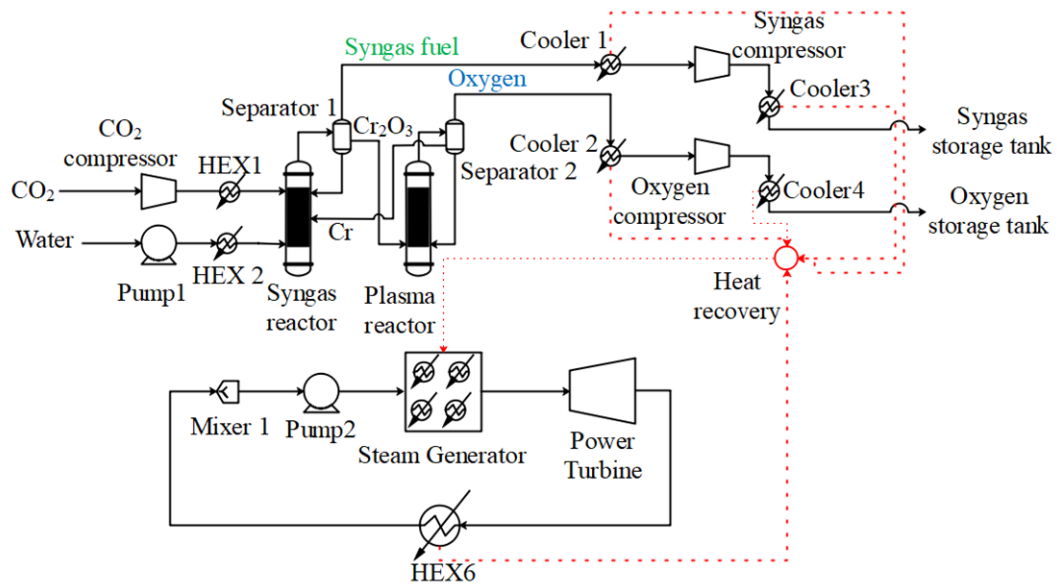 Syngas fuel
Cooler 1
Syngas
compressor
Oxygen
Separator 1
Cr₂O₃
Cooler3
CO₂
compressor
HEX1
Cooler 2
Separator 2
Syngas
storage tank
CO₂
Oxygen
compressor
Cooler4
Cr
Water
HEX 2
Oxygen
storage tank
Pump1
Syngas
reactor
Plasma
reactor
Heat
recovery
Mixer 1
Pump2
Steam Generator
Power
Turbine
HEX6